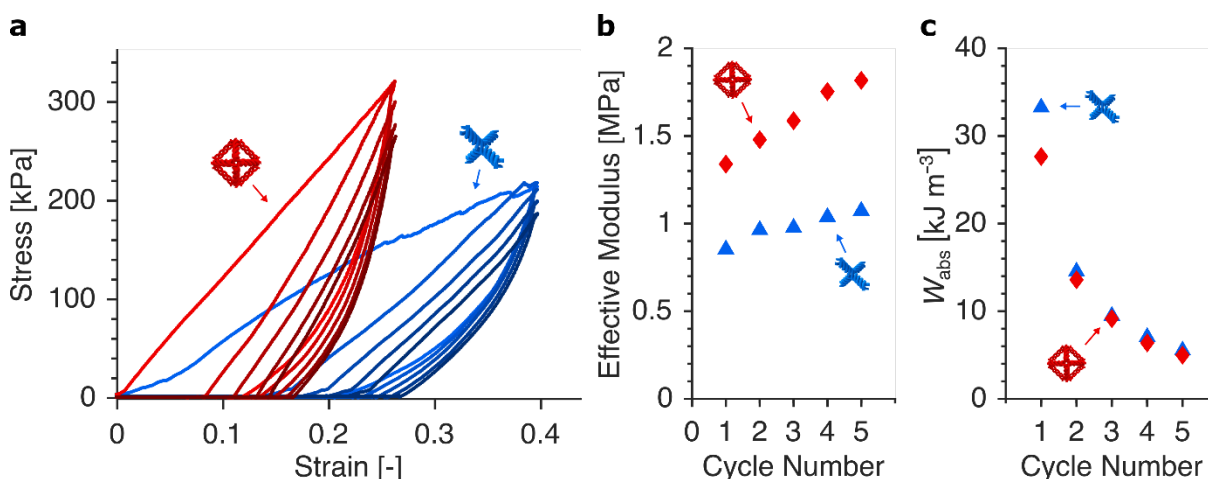 a
Stress [kPa]
300
200
100
0
0
0.1
0.2
0.3
0.4
Strain [-]
b
Effective Modulus [MPa]
2
1.5
1
0.5
0
0 1 2 3 4 5
Cycle Number
c
Wabs [kJ m-3]
40
30
20
10
0
1 2 3 4 5
Cycle Number